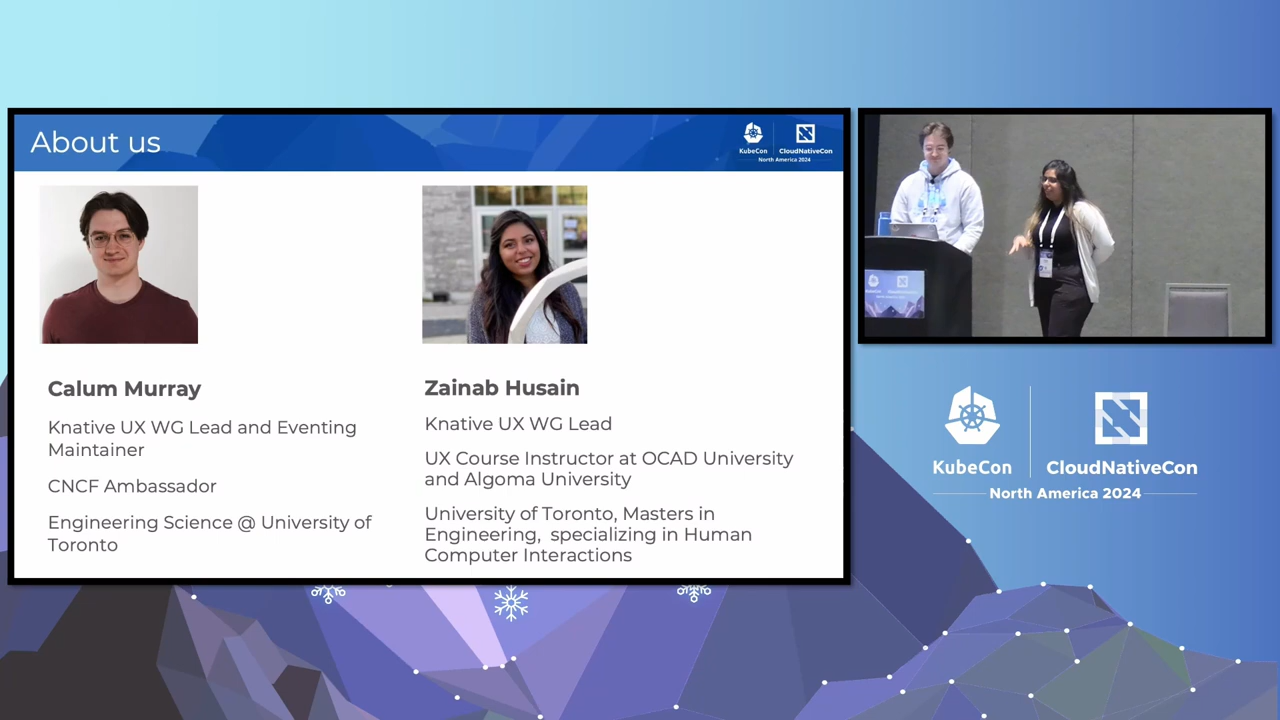 About us
KubeCon
CloudNativeCon
North America 2024
Calum Murray
Knative UX WG Lead and Eventing
Maintainer
CNCF Ambassador
Engineering Science @ University of
Toronto
Zainab Husain
Knative UX WG Lead
UX Course Instructor at OCAD University
and Algoma University
University of Toronto, Masters in
Engineering, specializing in Human
Computer Interactions
KubeCon
CloudNativeCon
North America 2024